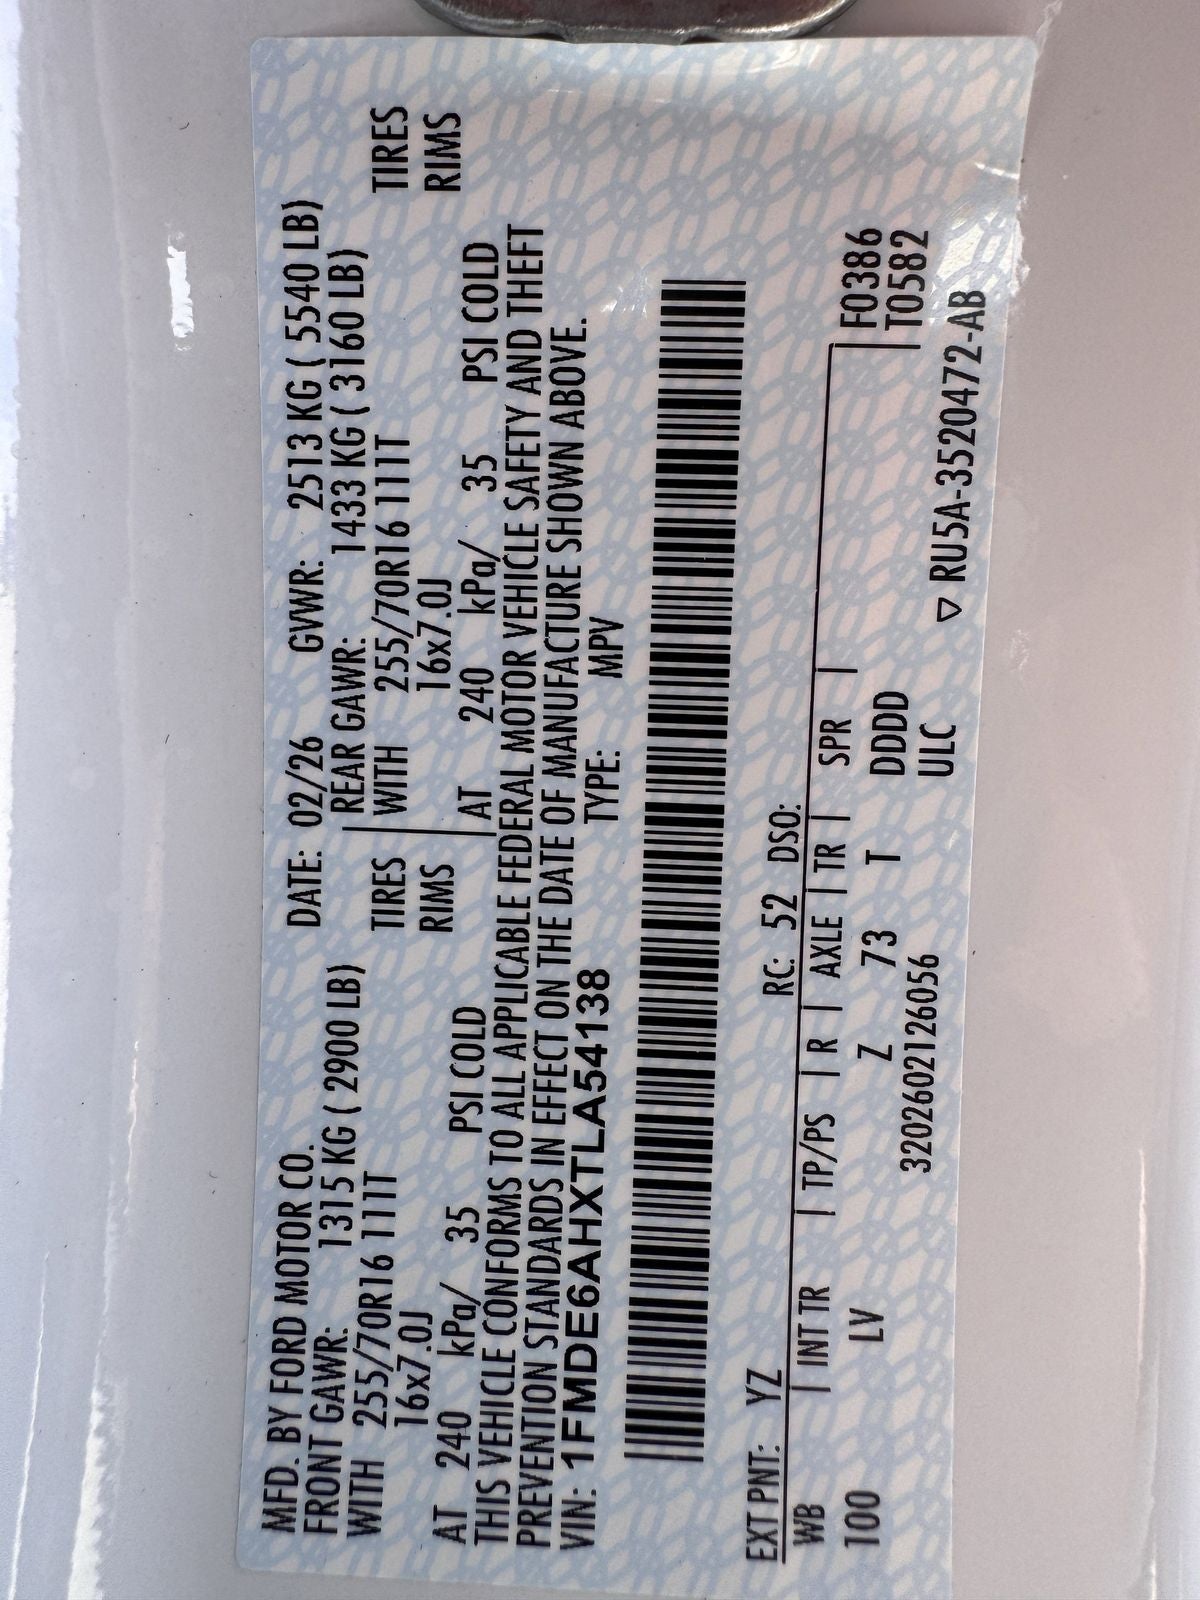 MFD. BY FORD MOTOR CO. DATE: 02/26 GVWR: 2513 KG ( 5540 LB)
FRONT GAWR: 1315 KG ( 2900 LB) REAR GAWR: 1433 KG ( 3160 LB)
WITH 255/70R16 111T TIRES WITH 255/70R16 111T TIRES
16x7.0J RIMS 16x7.0J RIMS
AT 240 kPa/ 35 PSI COLD AT 240 kPa/ 35 PSI COLD
THIS VEHICLE CONFORMS TO ALL APPLICABLE FEDERAL MOTOR VEHICLE SAFETY AND THEFT
PREVENTION STANDARDS IN EFFECT ON THE DATE OF MANUFACTURE SHOWN ABOVE.
VIN: 1FMDE6AHXTLA54138 TYPE: MPV
EXT PNT: YZ RC: 52 DSO:
WB | INT TR | TP/PS | R | AXLE | TR | SPR | F0386
100 LV Z 73 T DDDD T0582
3202602126056 ULC
▽ RU5A-3520472-AB